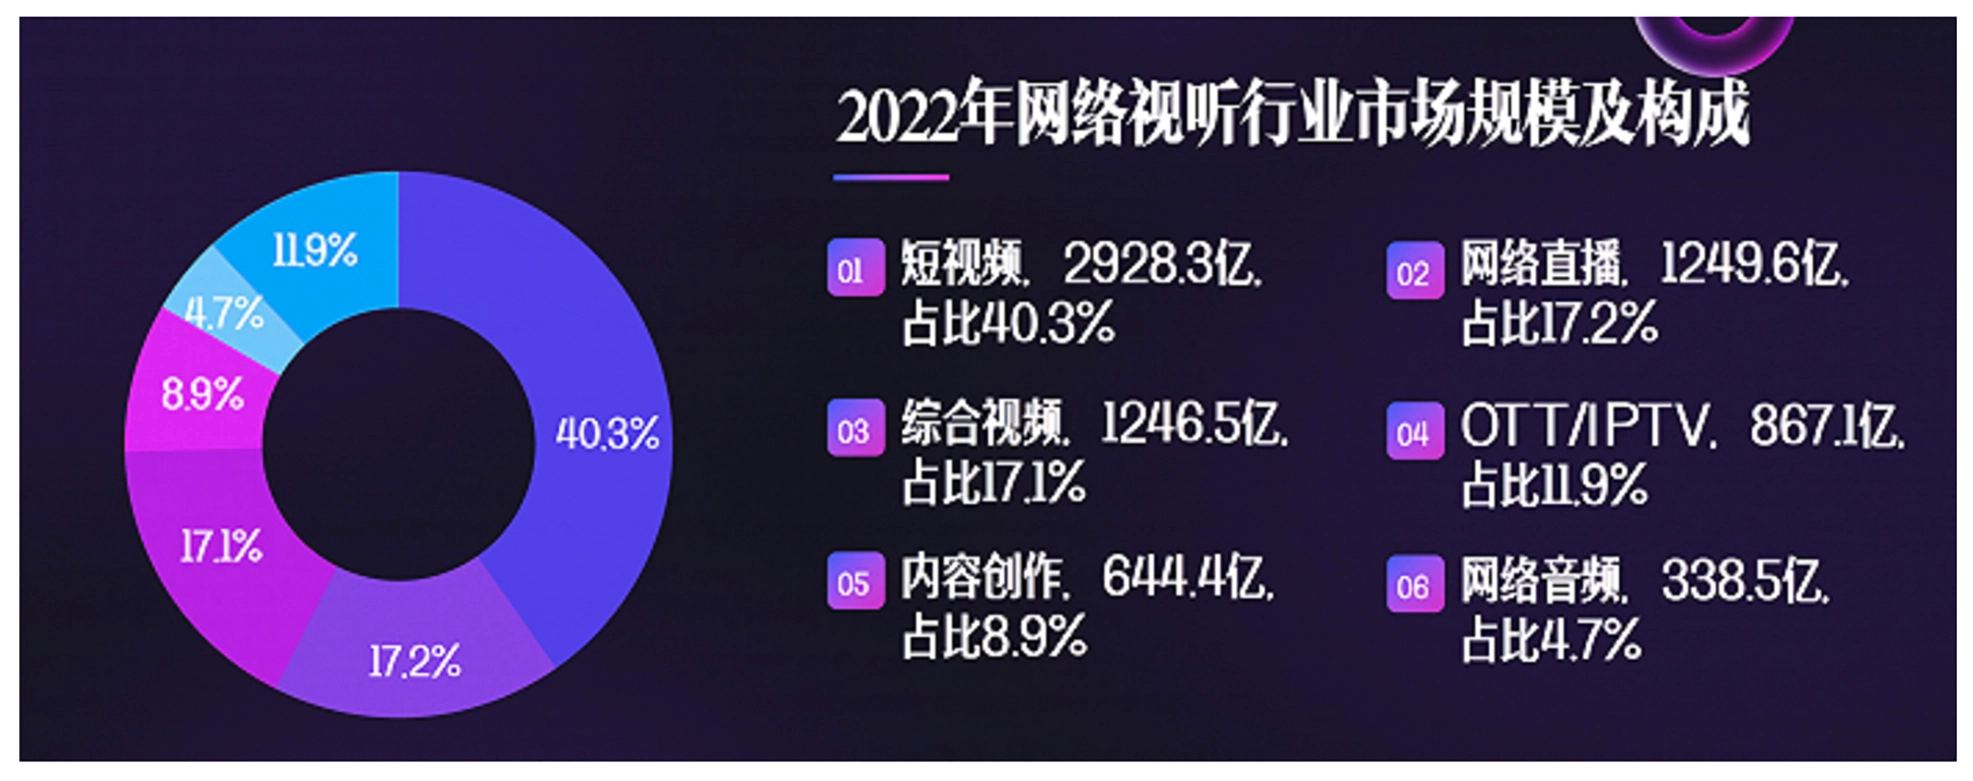 2022年网络视听行业市场规模及构成
11.9%
4.7%
8.9%
40.3%
17.1%
17.2%
01
短视频，2928.3亿，
占比40.3%
02
网络直播，1249.6亿，
占比17.2%
03
综合视频，1246.5亿，
占比17.1%
04
OTT/IPTV，867.1亿，
占比11.9%
05
内容创作，644.4亿，
占比8.9%
06
网络音频，338.5亿，
占比4.7%